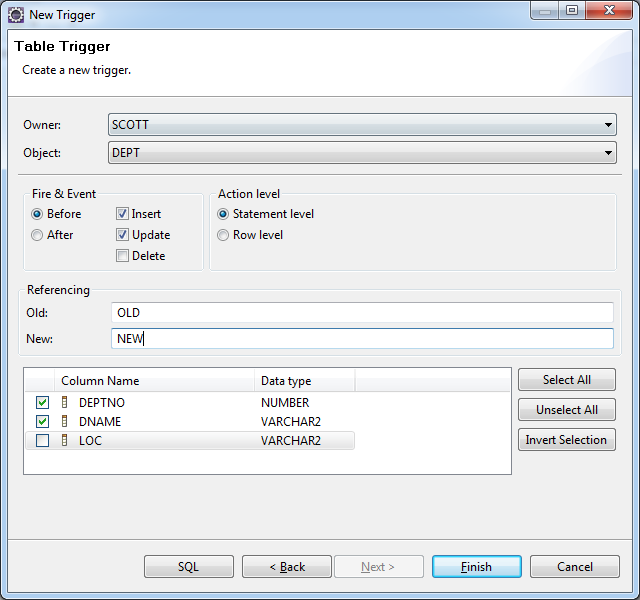 New Trigger
Table Trigger
Create a new trigger.
Owner: SCOTT
Object: DEPT
Fire & Event Action level
Before Insert Statement level
After Update Row level
Delete
Referencing
Old: OLD
New: NEW
Column Name Data type Select All
DEPTNO NUMBER
DNAME VARCHAR2 Unselect All
LOC VARCHAR2 Invert Selection
SQL < Back Next > Finish Cancel